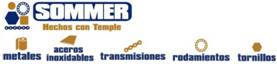 SOMMER
Hechos con Temple
metales
aceros
inoxidables
transmisiones
rodamientos
tornillos